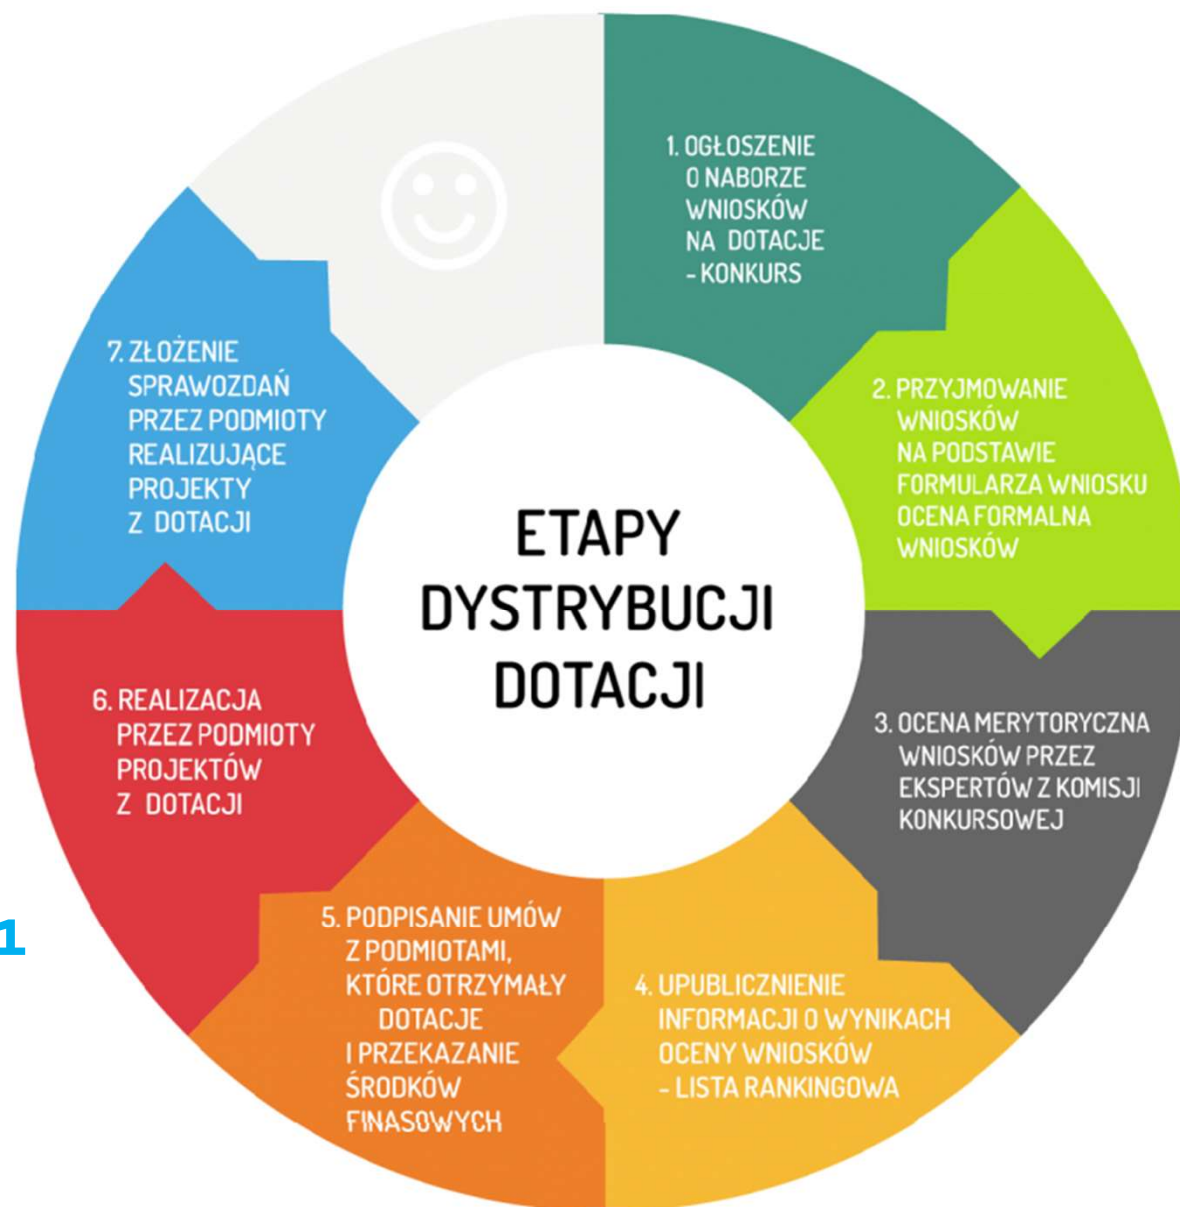 1. OGŁOSZENIE
O NABORZE
WNIOSKÓW
NA DOTACJE
- KONKURS
2. PRZYJMOWANIE
WNIOSKÓW
NA PODSTAWIE
FORMULARZA WNIOSKU
OCENA FORMALNA
WNIOSKÓW
3. OCENA MERYTORYCZNA
WNIOSKÓW PRZEZ
EKSPERTÓW Z KOMISJI
KONKURSOWEJ
4. UPUBLICZNIENIE
INFORMACJI O WYNIKACH
OCENY WNIOSKÓW
- LISTA RANKINGOWA
5. PODPISANIE UMÓW
Z PODMIOTAMI,
KTÓRE OTRZYMAŁY
DOTACJE
I PRZEKAZANIE
ŚRODKÓW
FINASOWYCH
6. REALIZACJA
PRZEZ PODMIOTY
PROJEKTÓW
Z DOTACJI
7. ZŁOŻENIE
SPRAWOZDAŃ
PRZEZ PODMIOTY
REALIZUJĄCE
PROJEKTY
Z DOTACJI
ETAPY
DYSTRYBUCJI
DOTACJI
1